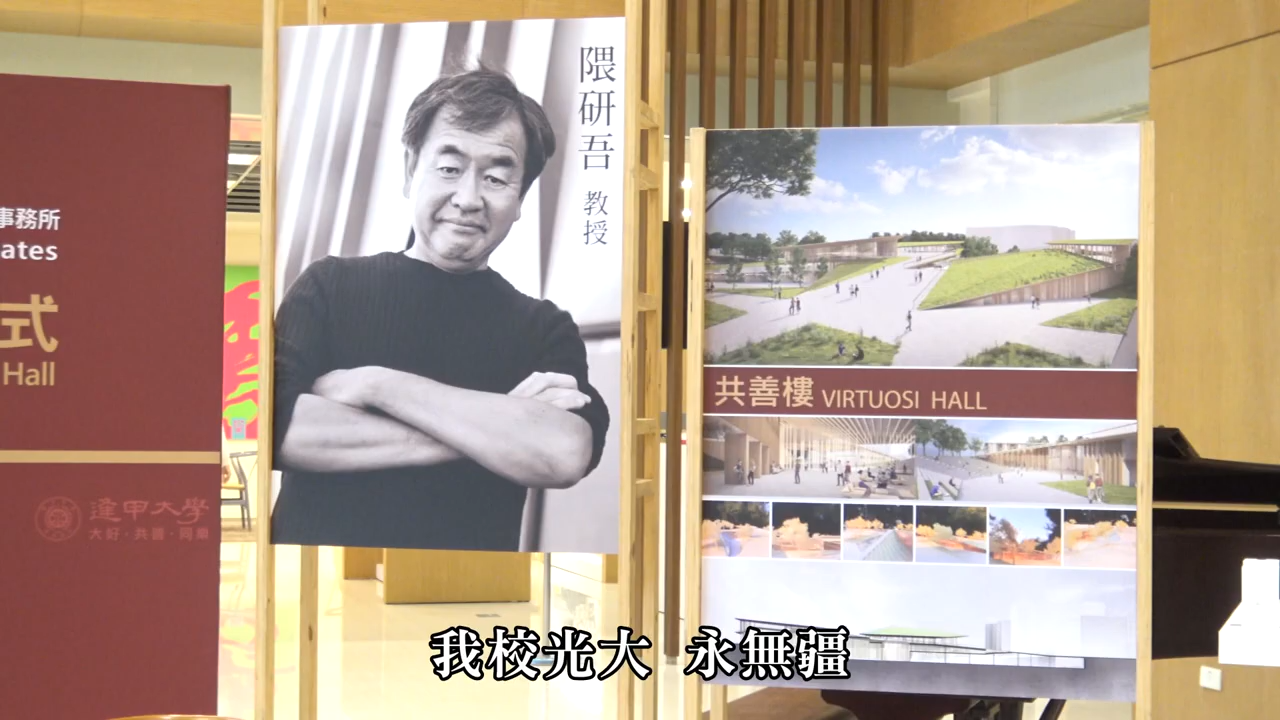 事務所
ates
式
Hall
逢甲大學
大好·共善·同樂
隈研吾 教授
共善樓 VIRTUOSI HALL
我校光大 永無疆